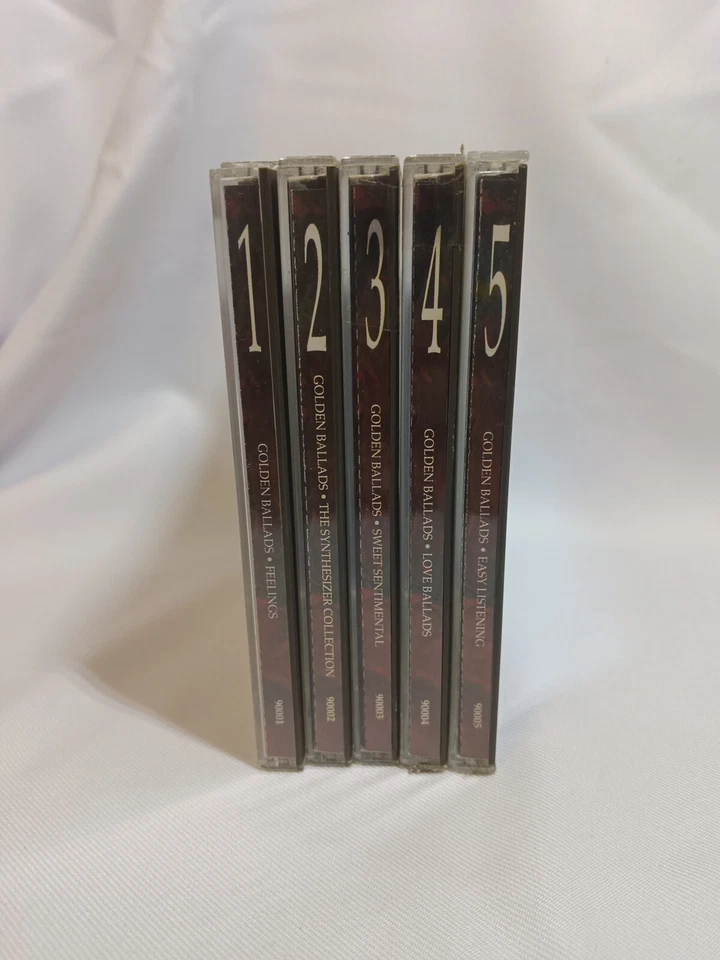 1
GOLDEN BALLADS • FEELINGS
90001
2
GOLDEN BALLADS • THE SYNTHESIZER COLLECTION
90002
3
GOLDEN BALLADS • SWEET SENTIMENTAL
90003
4
GOLDEN BALLADS • LOVE BALLADS
90004
5
GOLDEN BALLADS • EASY LISTENING
90005